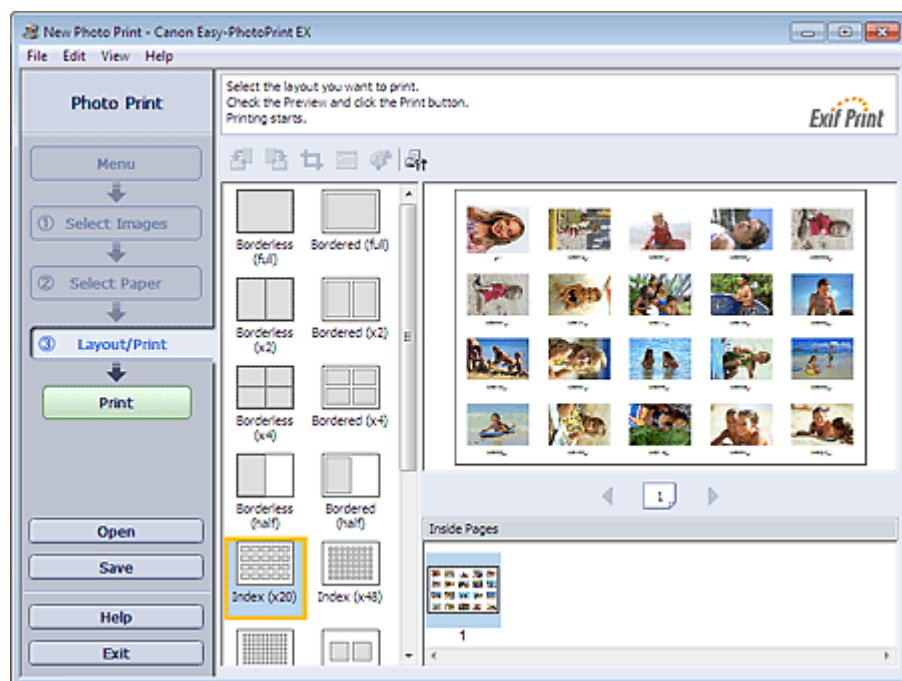 New Photo Print - Canon Easy-PhotoPrint EX
File Edit View Help
Photo Print
Select the layout you want to print.
Check the Preview and click the Print button.
Printing starts.
Exif Print
Menu
① Select Images
② Select Paper
③ Layout/Print
Print
Open
Save
Help
Exit
Borderless (full)
Bordered (full)
Borderless (x2)
Bordered (x2)
Borderless (x4)
Bordered (x4)
Borderless (half)
Bordered (half)
Index (x20)
Index (x48)
1
Inside Pages
1